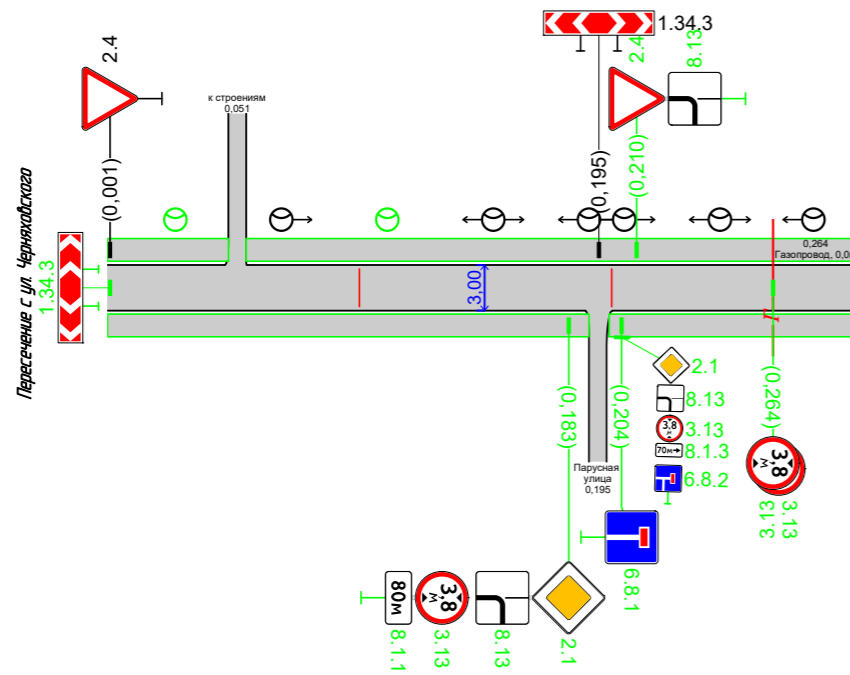 1.34.3
2.4
2.4
8.13
к строениям
0,051
(0,001)
(0,195)
(0,210)
Пересечение с ул. Черняховского
1.34.3
3,00
0,264
Газопровод, 0,0
Г
(0,183)
(0,204)
(0,264)
2.1
8.13
3,8
м
3.13
70м
8.1.3
6.8.2
Парусная
улица
0,195
3,8
м
3.13
3.13
6.8.1
80м
3,8
м
8.1.1
3.13
8.13
2.1